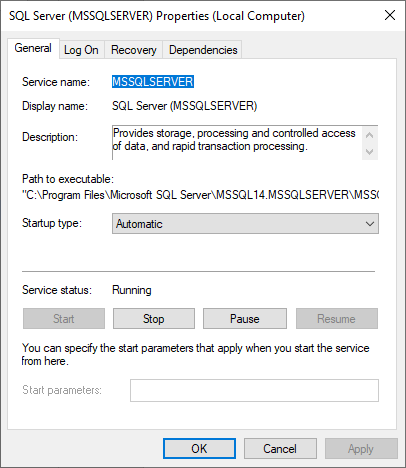 SQL Server (MSSQLSERVER) Properties (Local Computer)
General Log On Recovery Dependencies
Service name: MSSQLSERVER
Display name: SQL Server (MSSQLSERVER)
Description: Provides storage, processing and controlled access
of data, and rapid transaction processing.
Path to executable:
"C:\Program Files\Microsoft SQL Server\MSSQL14.MSSQLSERVER\MSSQ
Startup type: Automatic
Service status: Running
Start Stop Pause Resume
You can specify the start parameters that apply when you start the service
from here.
Start parameters:
OK Cancel Apply